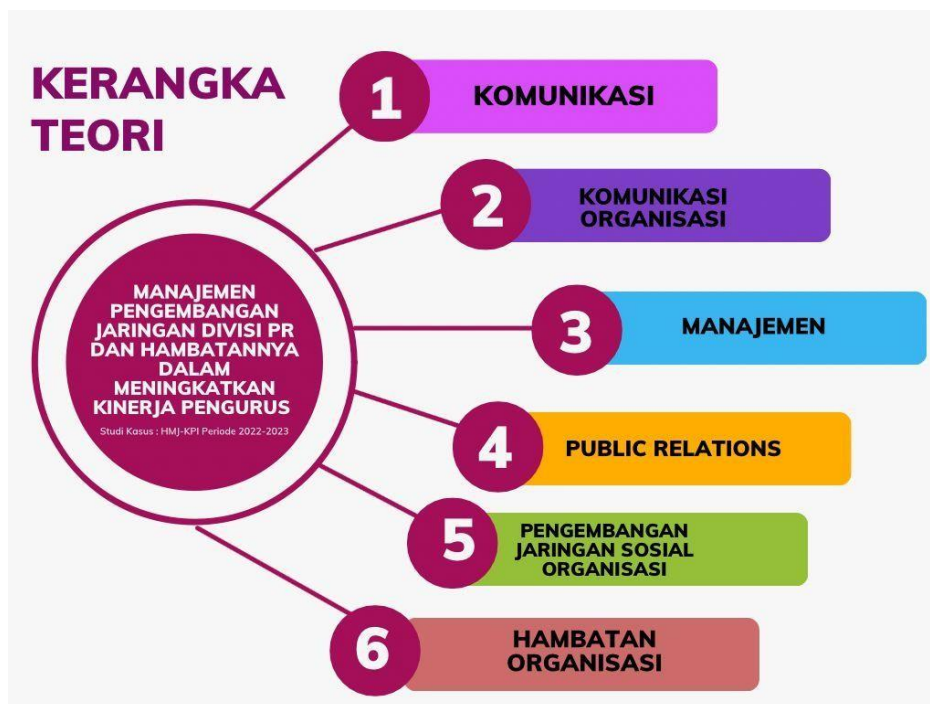 KERANGKA
TEORI
MANAJEMEN
PENGEMBANGAN
JARINGAN DIVISI PR
DAN HAMBATANNYA
DALAM
MENINGKATKAN
KINERJA PENGURUS
Studi Kasus : HMJ-KPI Periode 2022-2023
1
KOMUNIKASI
2
KOMUNIKASI
ORGANISASI
3
MANAJEMEN
4
PUBLIC RELATIONS
5
PENGEMBANGAN
JARINGAN SOSIAL
ORGANISASI
6
HAMBATAN
ORGANISASI